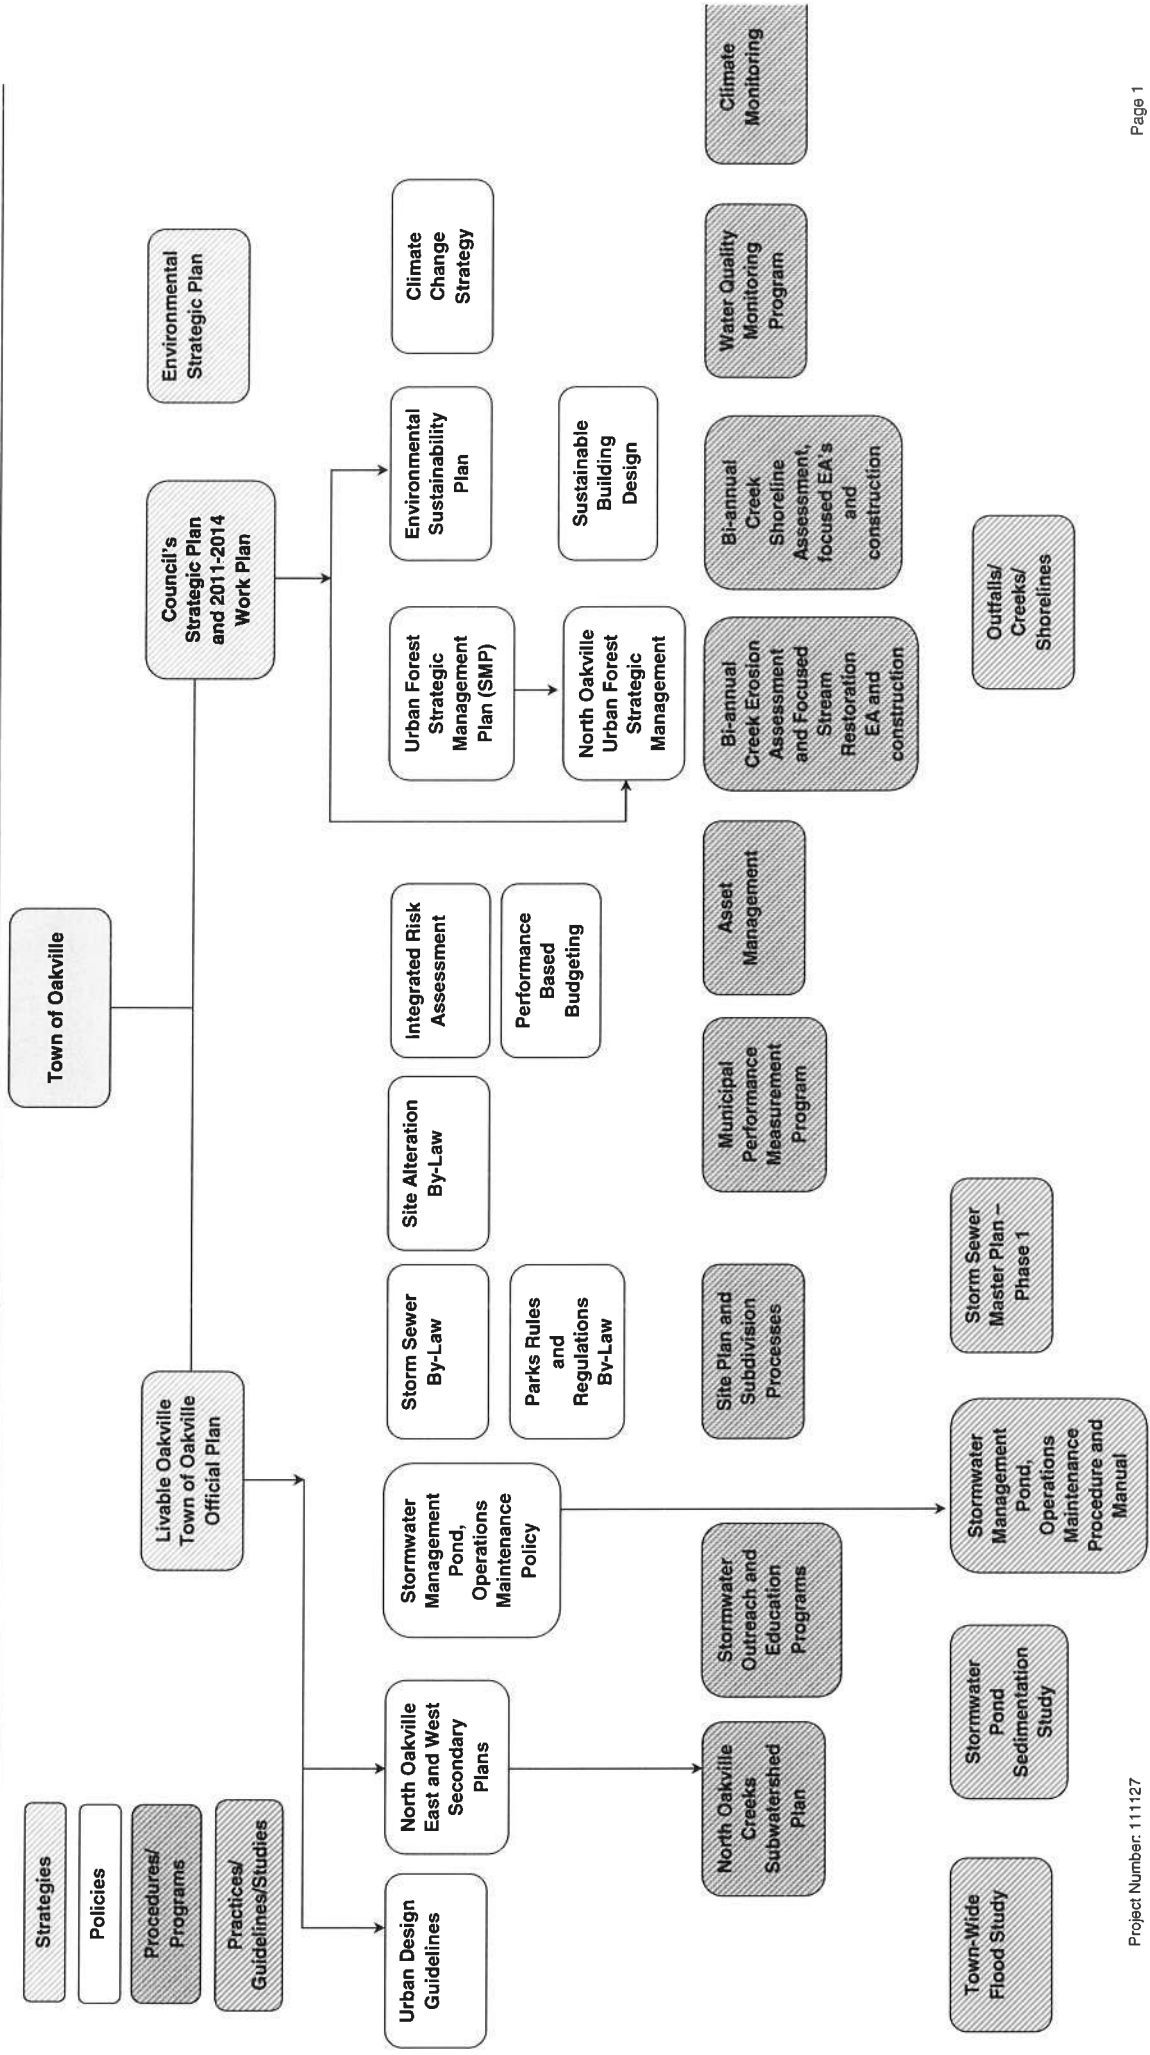 Town of Oakville
Strategies
Policies
Procedures/
Programs
Practices/
Guidelines/Studies
Livable Oakville
Town of Oakville
Official Plan
Council's
Strategic Plan
and 2011-2014
Work Plan
Environmental
Strategic Plan
Urban Design
Guidelines
North Oakville
East and West
Secondary
Plans
Stormwater
Management
Pond,
Operations
Maintenance
Policy
Storm Sewer
By-Law
Parks Rules
and
Regulations
By-Law
Site Alteration
By-Law
Integrated Risk
Assessment
Performance
Based
Budgeting
Urban Forest
Strategic
Management
Plan (SMP)
North Oakville
Urban Forest
Strategic
Management
Environmental
Sustainability
Plan
Sustainable
Building
Design
Climate
Change
Strategy
North Oakville
Creeks
Subwatershed
Plan
Stormwater
Outreach and
Education
Programs
Site Plan and
Subdivision
Processes
Municipal
Performance
Measurement
Program
Asset
Management
Bi-annual
Creek Erosion
Assessment
and Focused
Stream
Restoration
EA and
construction
Bi-annual
Creek
Shoreline
Assessment,
focused EA's
and
construction
Water Quality
Monitoring
Program
Climate
Monitoring
Town-Wide
Flood Study
Stormwater
Pond
Sedimentation
Study
Stormwater
Management
Pond,
Operations
Maintenance
Procedure and
Manual
Storm Sewer
Master Plan –
Phase 1
Outfalls/
Creeks/
Shorelines
Project Number: 111127
Page 1